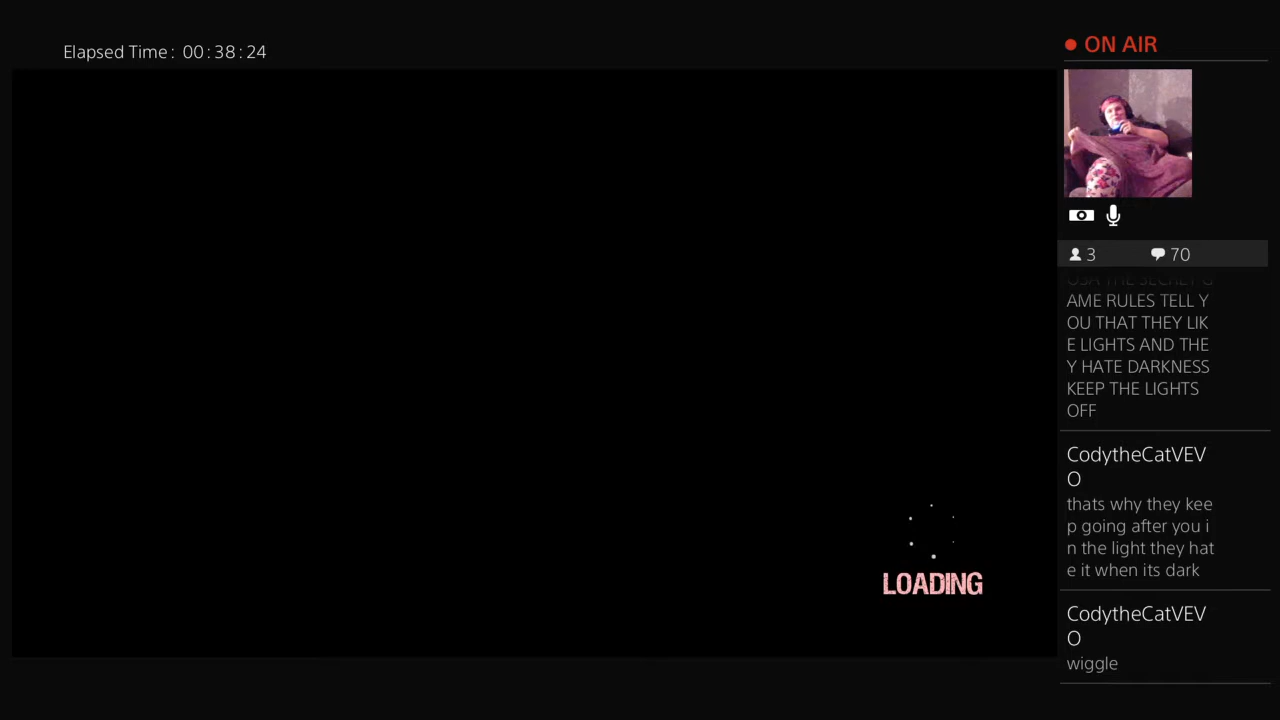 Elapsed Time: 00:38:24
ON AIR
3 70
AME RULES TELL Y
OU THAT THEY LIK
E LIGHTS AND THE
Y HATE DARKNESS
KEEP THE LIGHTS
OFF
CodytheCatVEV
O
thats why they kee
p going after you i
n the light they hat
e it when its dark
LOADING
CodytheCatVEV
O
wiggle